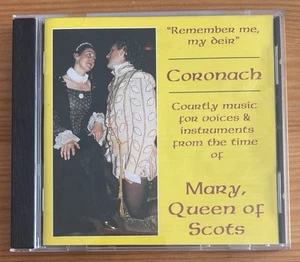 "Remember me,
my deir"
Coronach
Courtly music
for voices &
instruments
from the time
of
Mary,
Queen of
Scots